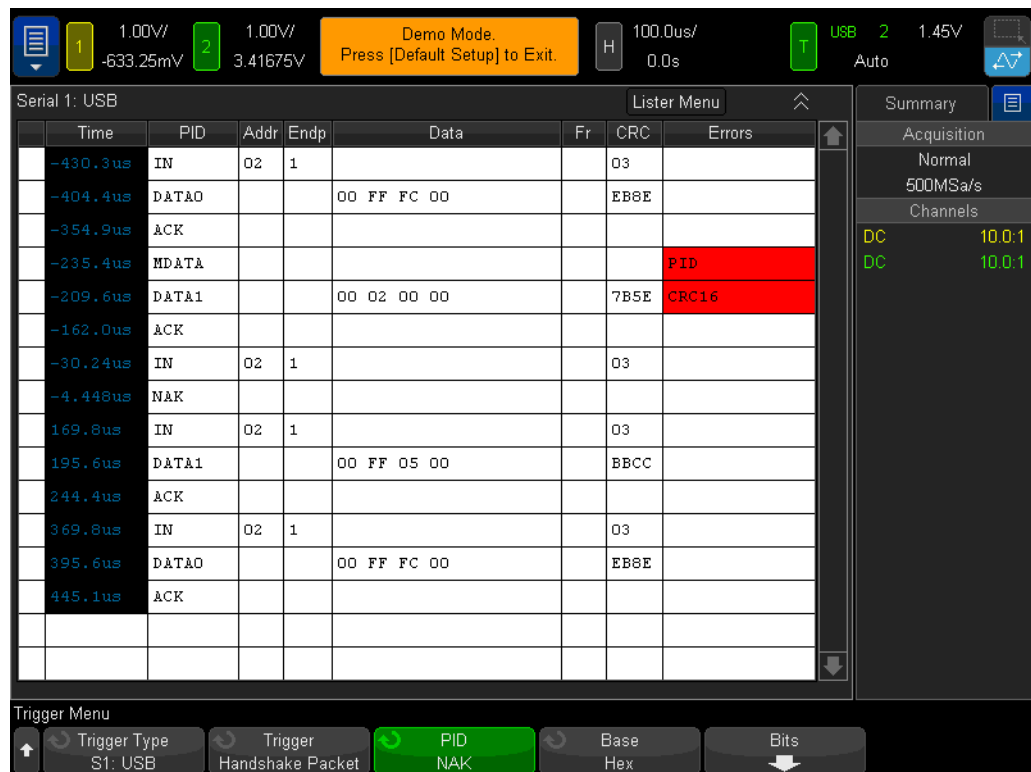 1 1.00V/ 2 1.00V/ Demo Mode. H 100.0us/ T USB 2 1.45V
-633.25mV 3.41675V Press [Default Setup] to Exit. 0.0s Auto
Serial 1: USB Lister Menu Summary
Time PID Addr Endp Data Fr CRC Errors Acquisition
-430.3us IN 02 1 03 Normal
-404.4us DATA0 00 FF FC 00 EB8E 500MSa/s
-354.9us ACK Channels
DC 10.0:1
-235.4us MDATA PID DC 10.0:1
-209.6us DATA1 00 02 00 00 7B5E CRC16
-162.0us ACK
-30.24us IN 02 1 03
-4.448us NAK
169.8us IN 02 1 03
195.6us DATA1 00 FF 05 00 BBCC
244.4us ACK
369.8us IN 02 1 03
395.6us DATA0 00 FF FC 00 EB8E
445.1us ACK
Trigger Menu
Trigger Type Trigger PID Base Bits
S1: USB Handshake Packet NAK Hex